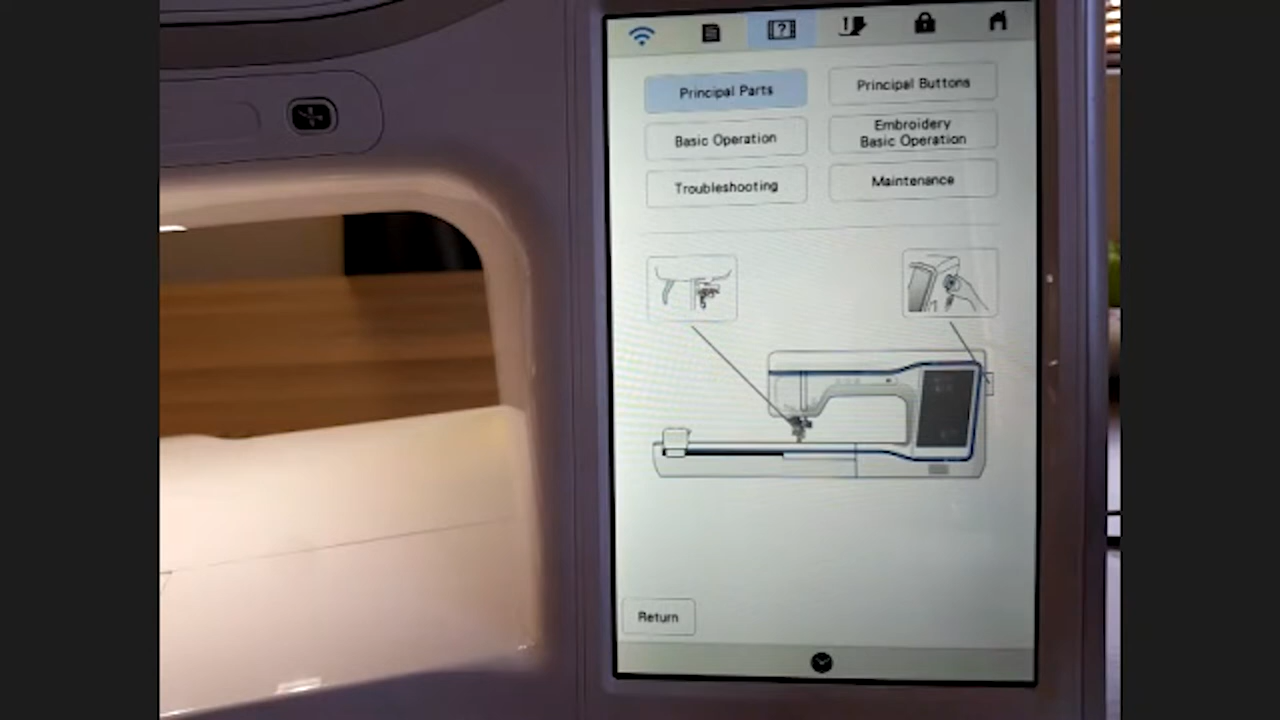 Principal Parts
Principal Buttons
Basic Operation
Embroidery
Basic Operation
Troubleshooting
Maintenance
Return